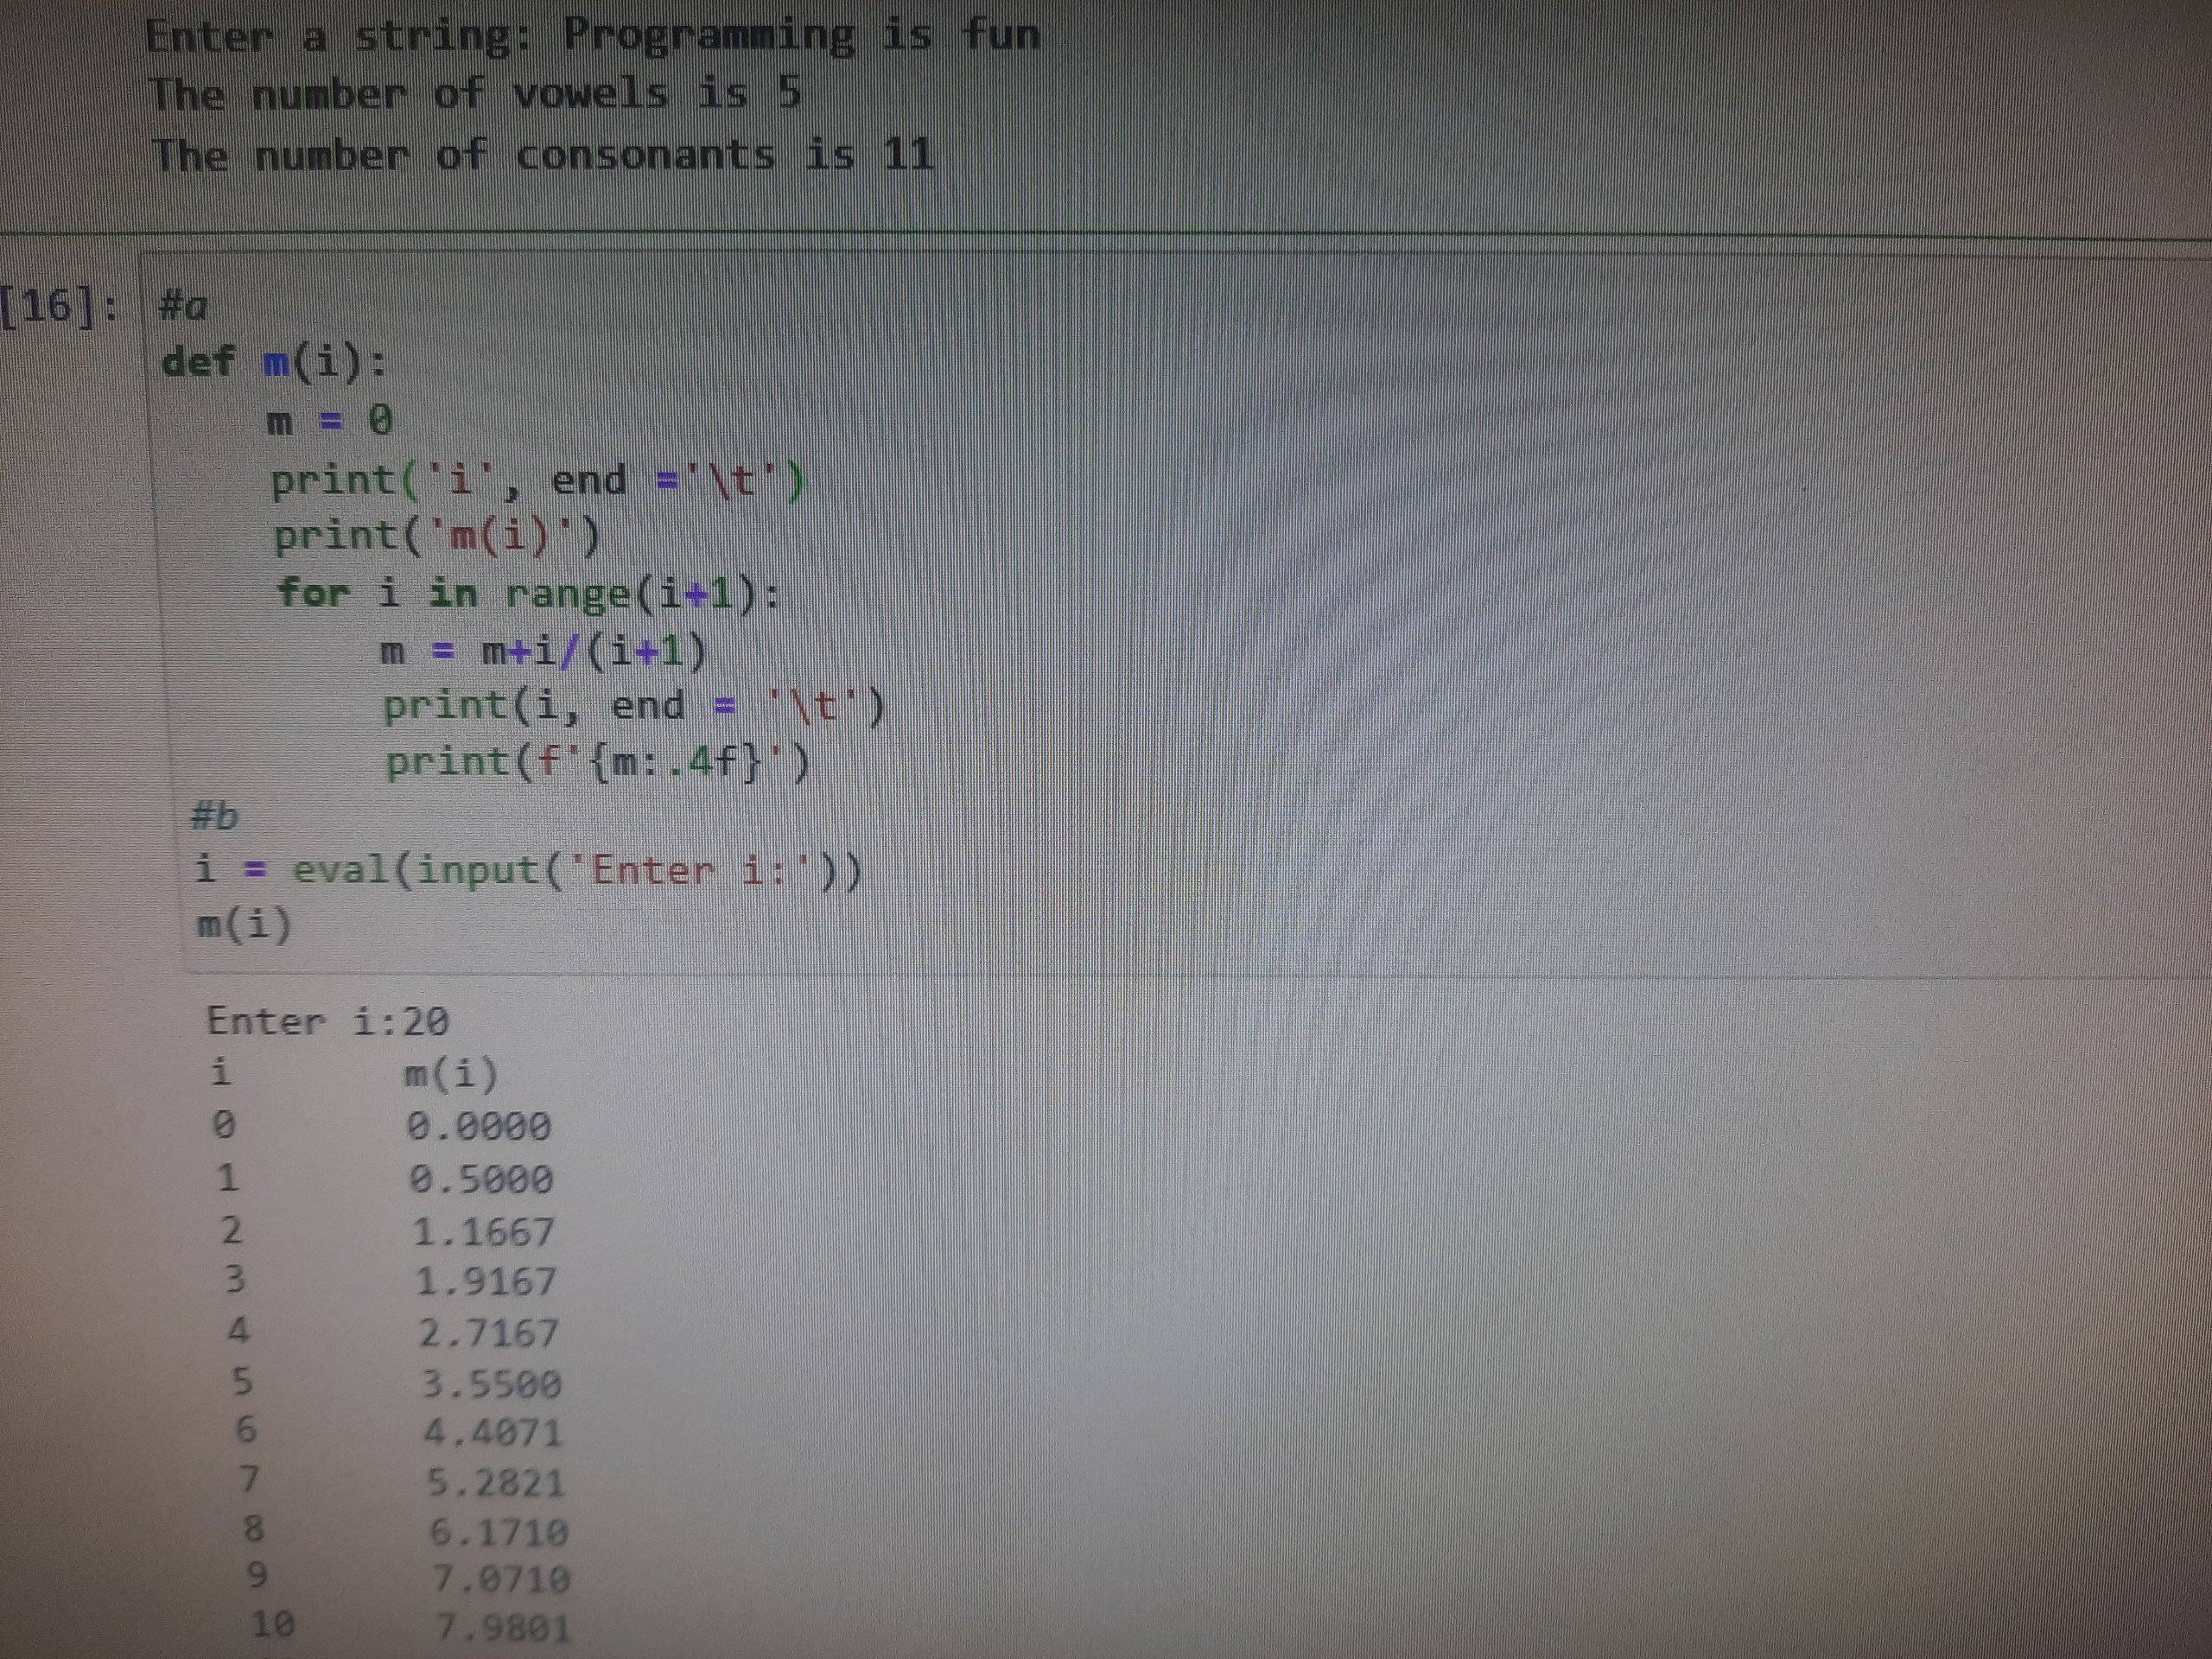 Enter a string: Programming is fun
The number of vowels is 5
The number of consonants is 11
[16]: #a
def m(i):
    m = 0
    print('i', end ='\t')
    print('m(i)')
    for i in range(i+1):
        m = m+i/(i+1)
        print(i, end = '\t')
        print(f'{m:.4f}')
#b
i = eval(input('Enter i:'))
m(i)
Enter i:20
i	m(i)
0	0.0000
1	0.5000
2	1.1667
3	1.9167
4	2.7167
5	3.5500
6	4.4071
7	5.2821
8	6.1710
9	7.0710
10	7.9801